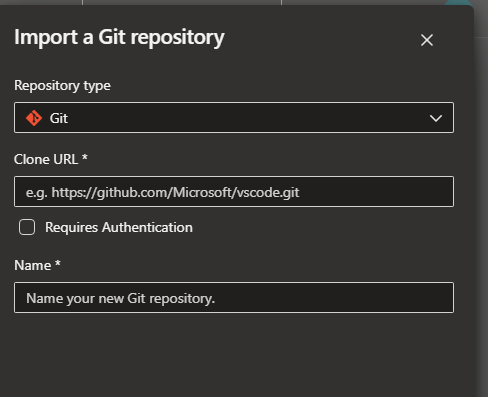 Import a Git repository
Repository type
Git
Clone URL *
e.g. https://github.com/Microsoft/vscode.git
Requires Authentication
Name *
Name your new Git repository.